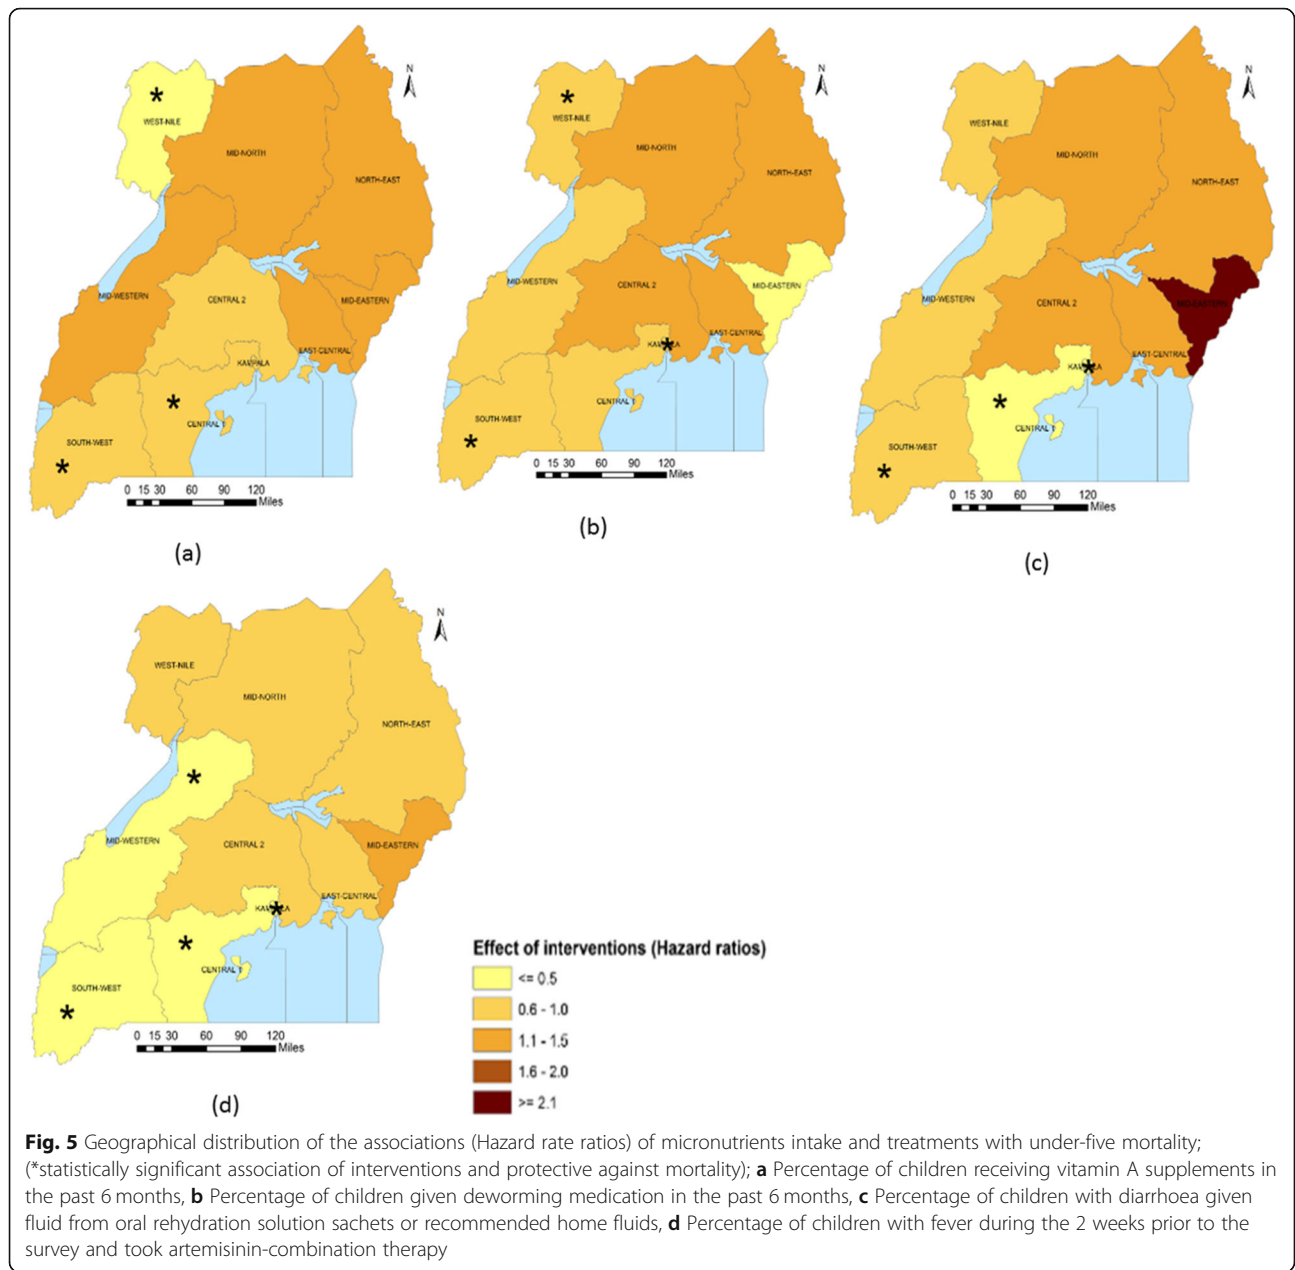 N
*
WEST-NILE
MID-NORTH
NORTH-EAST
MID-WESTERN
CENTRAL 2
MID-EASTERN
EAST-CENTRAL
KAMPALA
*
CENTRAL 1
SOUTH-WEST
*
0 15 30 60 90 120
Miles
(a)
N
*
WEST-NILE
MID-NORTH
NORTH-EAST
MID-WESTERN
CENTRAL 2
MID-EASTERN
EAST-CENTRAL
*
CENTRAL 1
SOUTH-WEST
*
0 15 30 60 90 120
Miles
(b)
N
WEST-NILE
MID-NORTH
NORTH-EAST
MID-WESTERN
CENTRAL 2
MID-EASTERN
EAST-CENTRAL
*
*
CENTRAL 1
SOUTH-WEST
*
0 15 30 60 90 120
Miles
(c)
N
WEST-NILE
MID-NORTH
NORTH-EAST
*
MID-WESTERN
CENTRAL 2
MID-EASTERN
EAST-CENTRAL
*
*
CENTRAL 1
SOUTH-WEST
*
0 15 30 60 90 120
Miles
(d)
Effect of interventions (Hazard ratios)
<= 0.5
0.6 - 1.0
1.1 - 1.5
1.6 - 2.0
>= 2.1
Fig. 5 Geographical distribution of the associations (Hazard rate ratios) of micronutrients intake and treatments with under-five mortality;
(*statistically significant association of interventions and protective against mortality); a Percentage of children receiving vitamin A supplements in
the past 6 months, b Percentage of children given deworming medication in the past 6 months, c Percentage of children with diarrhoea given
fluid from oral rehydration solution sachets or recommended home fluids, d Percentage of children with fever during the 2 weeks prior to the
survey and took artemisinin-combination therapy